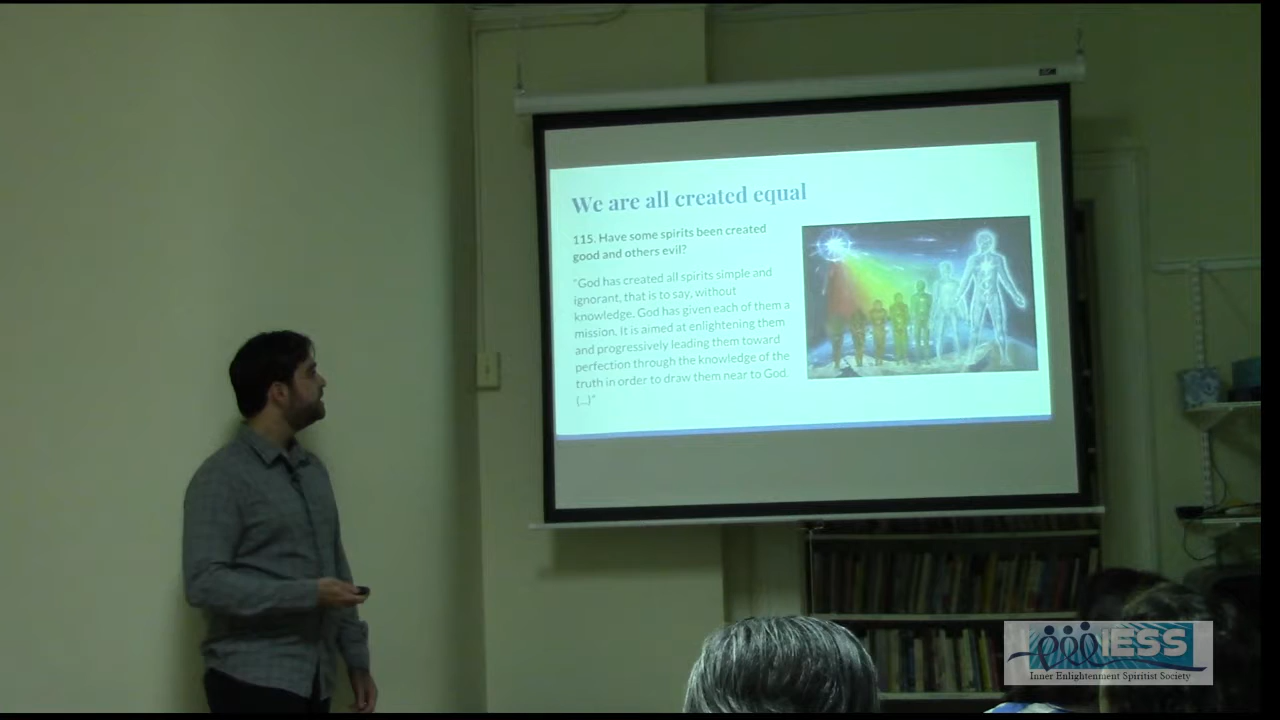 We are all created equal
115. Have some spirits been created
good and others evil?
"God has created all spirits simple and
ignorant, that is to say, without
knowledge. God has given each of them a
mission. It is aimed at enlightening them
and progressively leading them toward
perfection through the knowledge of the
truth in order to draw them near to God.
(...)"
IESS
Inner Enlightenment Spiritist Society